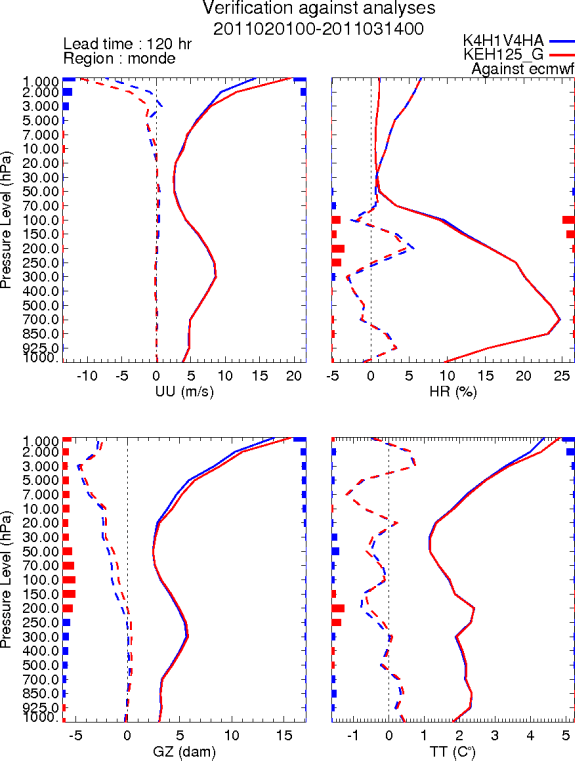 Verification against analyses
2011020100-2011031400
Lead time : 120 hr
Region : monde
K4H1V4HA
KEH125_G
Against ecmwf
Pressure Level (hPa)
1.000
2.000
3.000
5.000
7.000
10.00
20.00
30.00
50.00
70.00
100.0
150.0
200.0
250.0
300.0
400.0
500.0
700.0
850.0
925.0
1000.
-10 -5 0 5 10 15 20
UU (m/s)
-5 0 5 10 15 20 25
HR (%)
Pressure Level (hPa)
1.000
2.000
3.000
5.000
7.000
10.00
20.00
30.00
50.00
70.00
100.0
150.0
200.0
250.0
300.0
400.0
500.0
700.0
850.0
925.0
1000.
-5 0 5 10 15
GZ (dam)
-1 0 1 2 3 4 5
TT (C°)